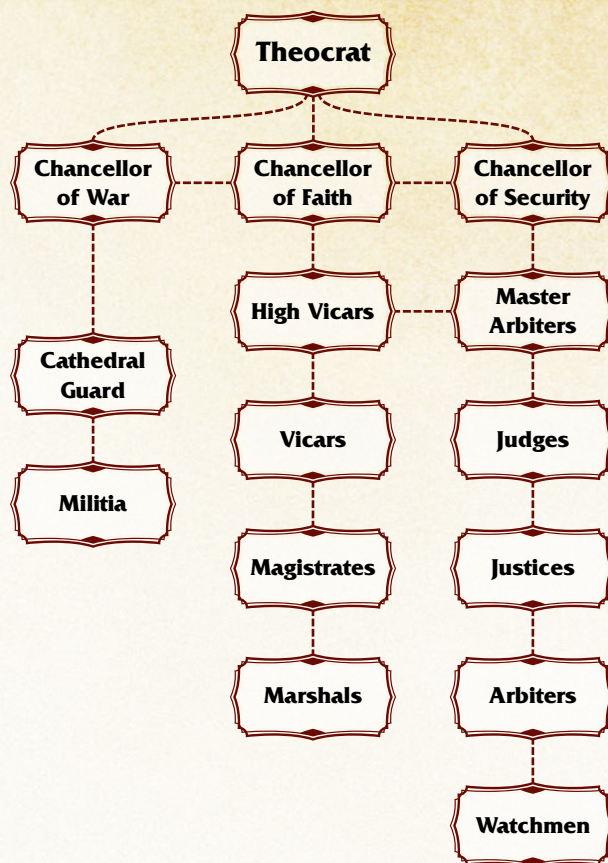 Theocrat
Chancellor
of War
Chancellor
of Faith
Chancellor
of Security
High Vicars
Master
Arbiters
Cathedral
Guard
Vicars
Judges
Militia
Magistrates
Justices
Marshals
Arbiters
Watchmen